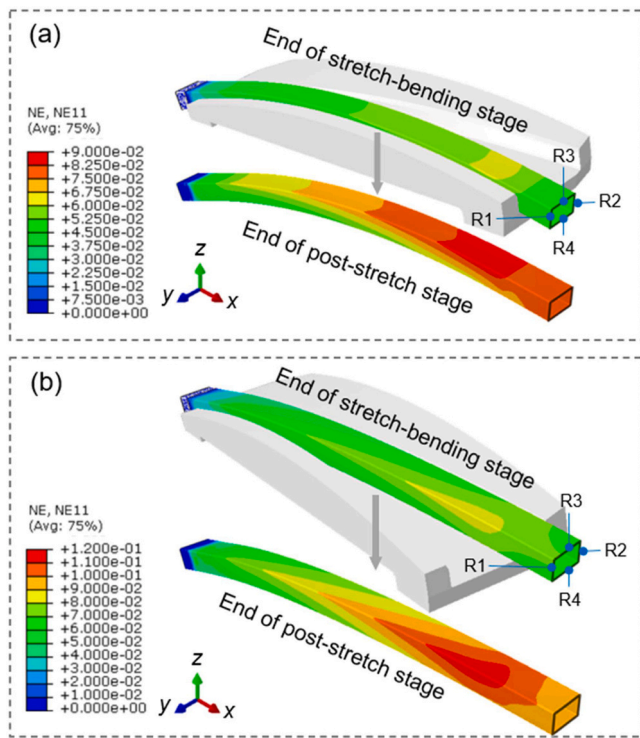 (a)
End of stretch-bending stage
NE, NE11
(Avg: 75%)
+9.000e-02
+8.250e-02
+7.500e-02
+6.750e-02
+6.000e-02
+5.250e-02
+4.500e-02
+3.750e-02
+3.000e-02
+2.250e-02
+1.500e-02
+7.500e-03
+0.000e+00
R3
R1
R2
R4
End of post-stretch stage
z
y
x
(b)
End of stretch-bending stage
NE, NE11
(Avg: 75%)
+1.200e-01
+1.100e-01
+1.000e-01
+9.000e-02
+8.000e-02
+7.000e-02
+6.000e-02
+5.000e-02
+4.000e-02
+3.000e-02
+2.000e-02
+1.000e-02
+0.000e+00
R3
R1
R2
R4
End of post-stretch stage
z
y
x